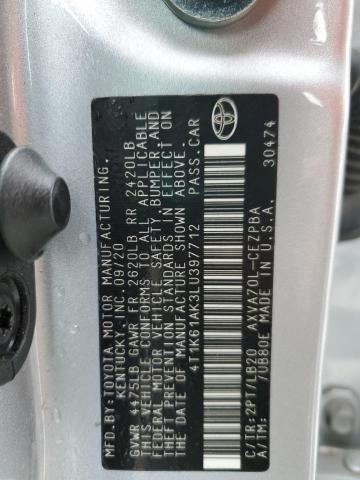 MFD.BY:TOYOTA MOTOR MANUFACTURING,
KENTUCKY, INC. 09/20
GVWR 4475LB GAWR FR 2620LB RR 2420LB
THIS VEHICLE CONFORMS TO ALL APPLICABLE
FEDERAL MOTOR VEHICLE SAFETY, BUMPER, AND
THEFT PREVENTION STANDARDS IN EFFECT ON
THE DATE OF MANUFACTURE SHOWN ABOVE.
4T1K61AK3LU397712 PASS.CAR
TOYOTA
C/TR:2PT/LB20 AXVA70L-CEZPBA
A/TM: /UB80E MADE IN U.S.A.
30474